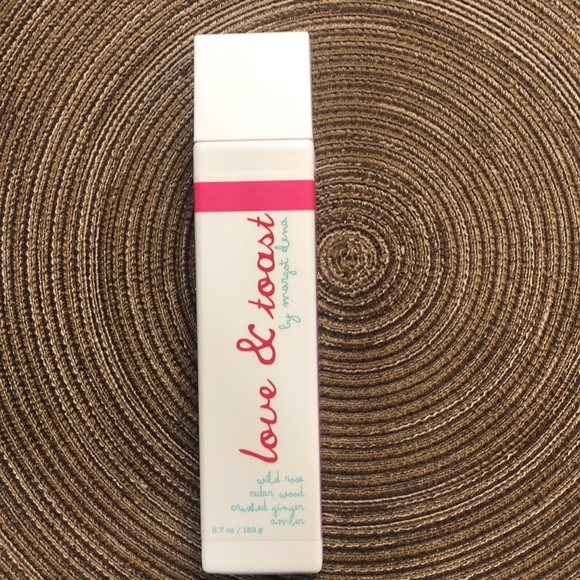 love & toast
by margot elena
wild rose
cedar wood
crushed ginger
amber
6.7 oz / 189 g